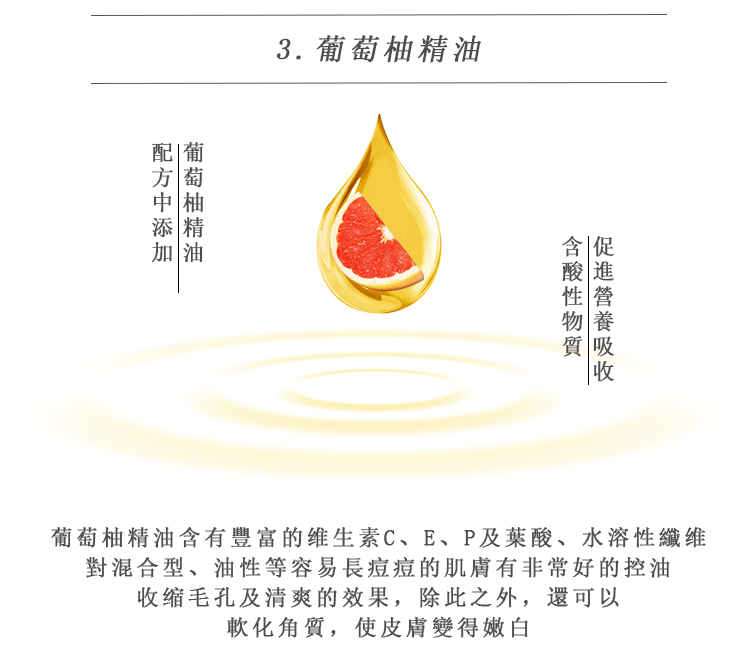 3. 葡萄柚精油
葡萄柚精油
配方中添加
促進營養吸收
含酸性物質
葡萄柚精油含有豐富的维生素C、E、P及葉酸、水溶性纖维
對混合型、油性等容易長痘痘的肌膚有非常好的控油
收缩毛孔及清爽的效果，除此之外，還可以
軟化角質，使皮膚變得嫩白